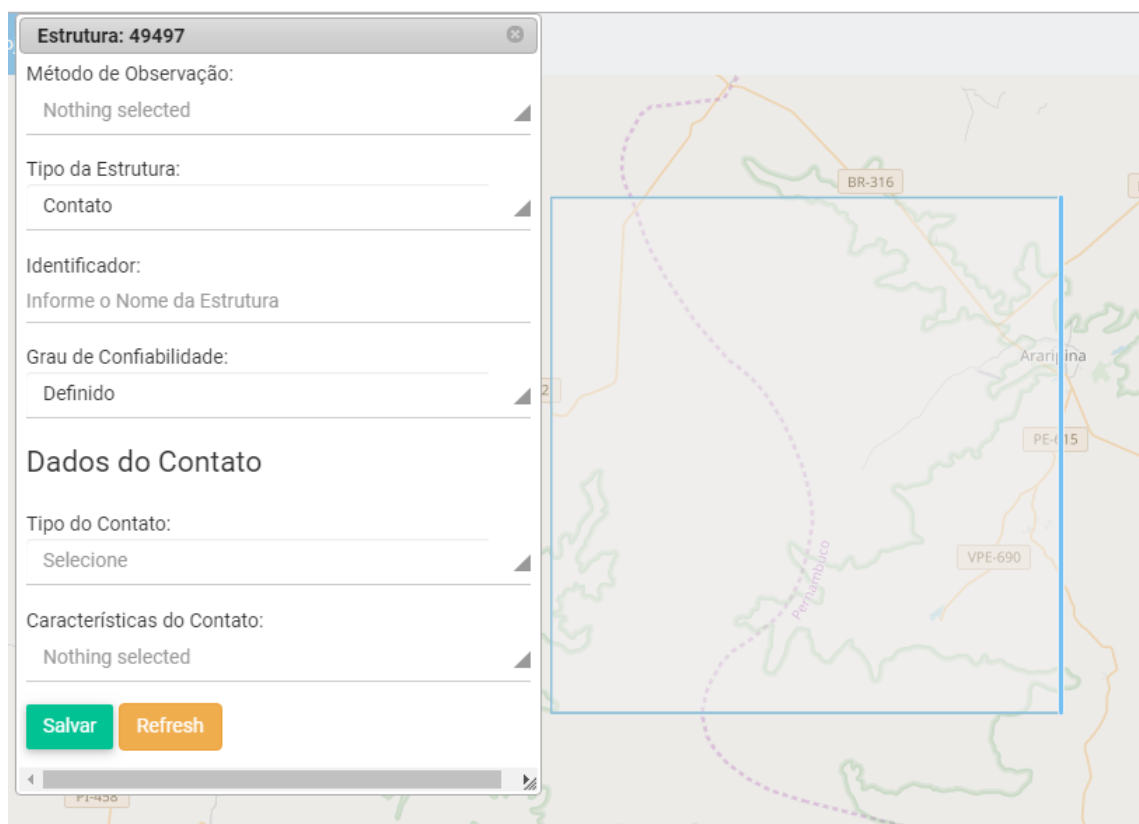 Estrutura: 49497
Método de Observação:
Nothing selected
Tipo da Estrutura:
Contato
Identificador:
Informe o Nome da Estrutura
Grau de Confiabilidade:
Definido
Dados do Contato
Tipo do Contato:
Selecione
Características do Contato:
Nothing selected
Salvar
Refresh
BR-316
Araripina
2
PE-615
VPE-690
Pernambuco
PI-458